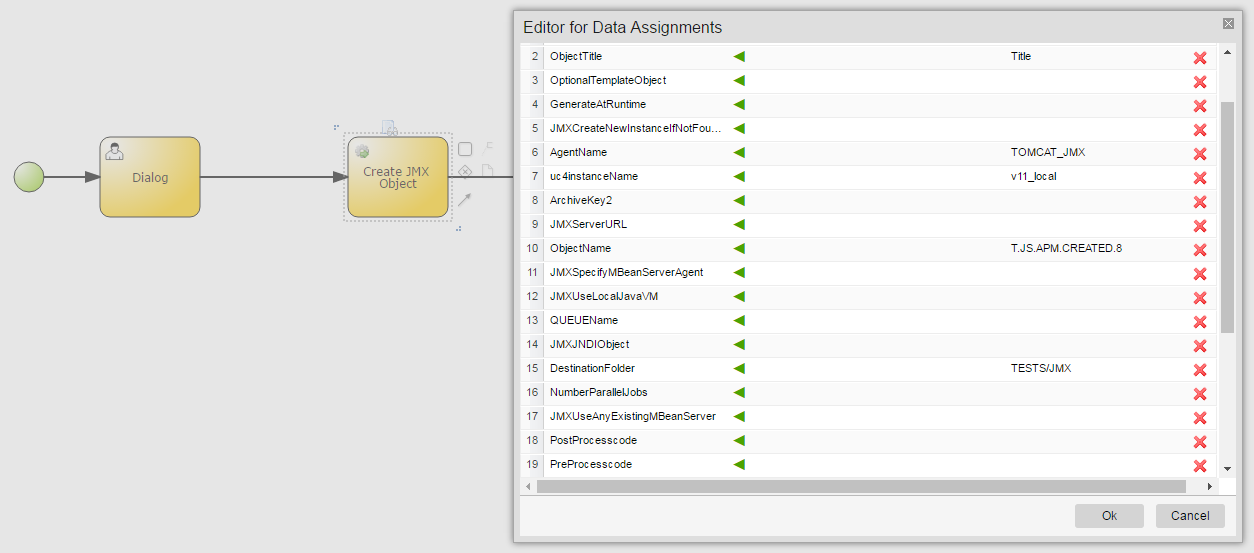 Editor for Data Assignments
2 ObjectTitle Title
3 OptionalTemplateObject
4 GenerateAtRuntime
5 JMXCreateNewInstanceIfNotFou...
6 AgentName TOMCAT_JMX
7 uc4instanceName v11_local
8 ArchiveKey2
9 JMXServerURL
10 ObjectName T.JS.APM.CREATED.8
11 JMXSpecifyMBeanServerAgent
12 JMXUseLocalJavaVM
13 QUEUEName
14 JMXJNDIObject
15 DestinationFolder TESTS/JMX
16 NumberParallelJobs
17 JMXUseAnyExistingMBeanServer
18 PostProcesscode
19 PreProcesscode
Ok Cancel
Dialog
Create JMX
Object